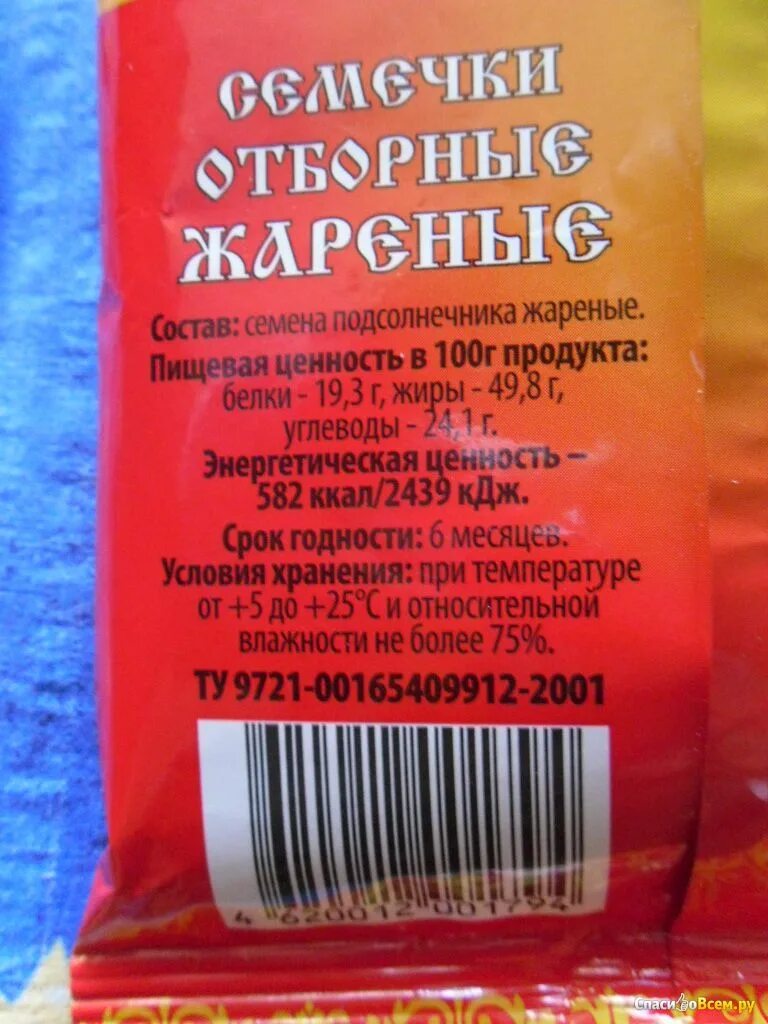 СЕМЕЧКИ
ОТБОРНЫЕ
ЖАРЕНЫЕ
Состав: семена подсолнечника жареные.
Пищевая ценность в 100г продукта:
белки - 19,3 г, жиры - 49,8 г,
углеводы - 24,1 г.
Энергетическая ценность –
582 ккал/2439 кДж.
Срок годности: 6 месяцев.
Условия хранения: при температуре
от +5 до +25°С и относительной
влажности не более 75%.
ТУ 9721-00165409912-2001
4 620012 001794
СпасибоВсем.ру